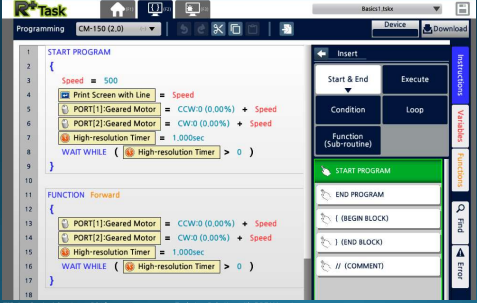 R+Task
Basics1.tskx
Programming CM-150 (2.0) Device Download
1 START PROGRAM
2 {
3 Speed = 500
4 Print Screen with Line = Speed
5 PORT[1]:Geared Motor = CCW:0 (0,00%) + Speed
6 PORT[2]:Geared Motor = CW:0 (0,00%) + Speed
7 High-resolution Timer = 1,000sec
8 WAIT WHILE ( High-resolution Timer > 0 )
9 }
10
11 FUNCTION Forward
12 {
13 PORT[1]:Geared Motor = CCW:0 (0,00%) + Speed
14 PORT[2]:Geared Motor = CW:0 (0,00%) + Speed
15 High-resolution Timer = 1,000sec
16 WAIT WHILE ( High-resolution Timer > 0 )
17 }
18
Insert
Start & End Execute
Condition Loop
Function
(Sub-routine)
START PROGRAM
END PROGRAM
{ (BEGIN BLOCK)
} (END BLOCK)
// (COMMENT)
Instructions
Variables
Functions
Find
Error